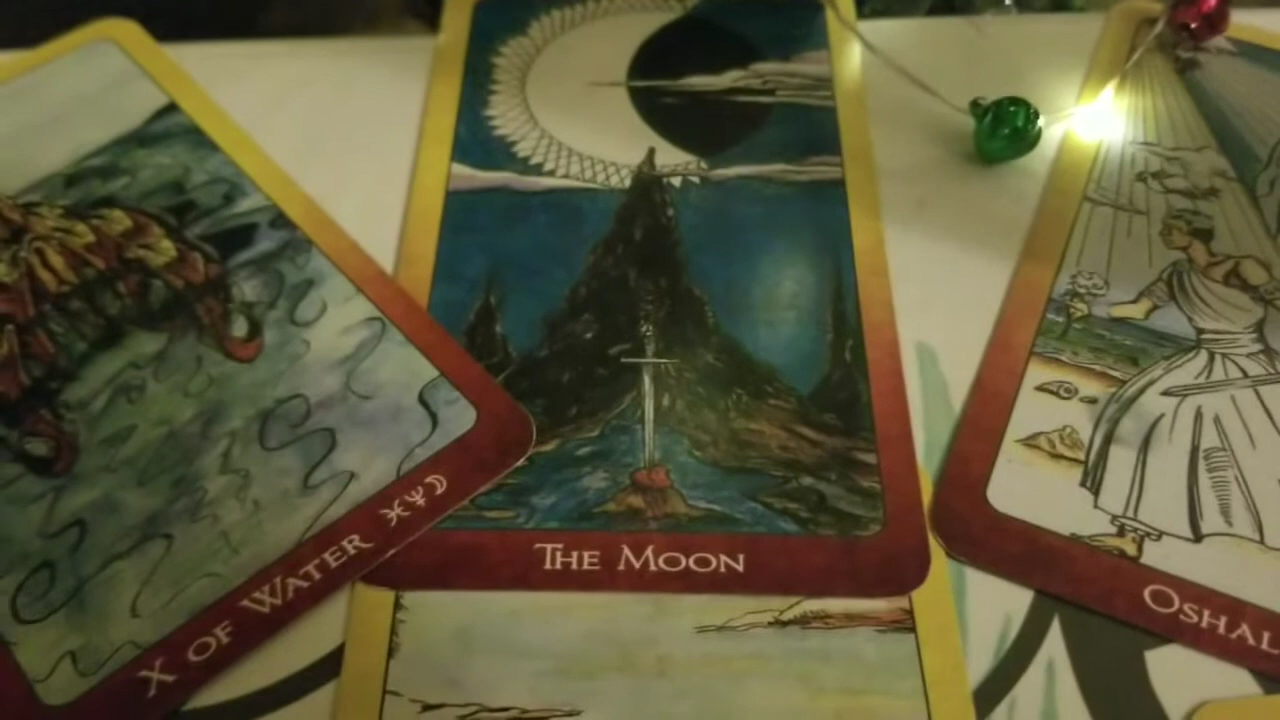 X OF WATER ♓♆☽
THE MOON
OSHAL